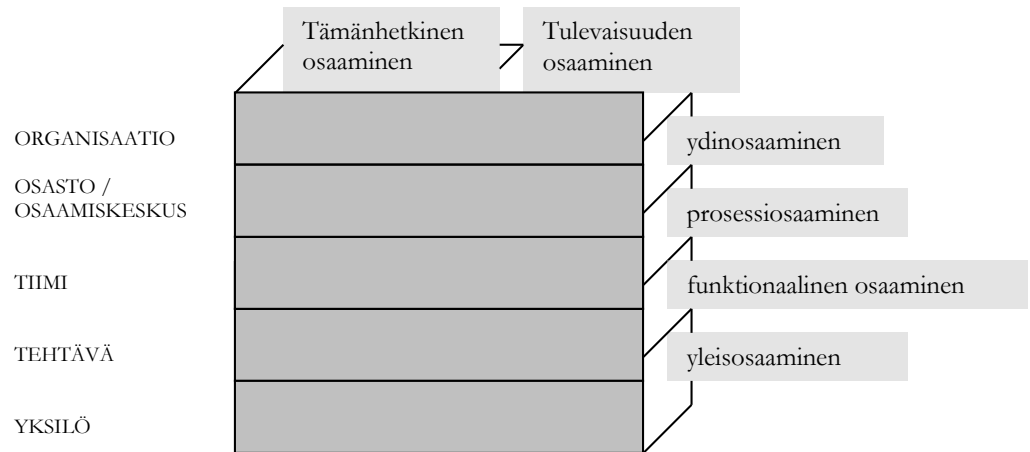 Tämänhetkinen
osaaminen
Tulevaisuuden
osaaminen
ORGANISAATIO
ydinosaaminen
OSASTO /
OSAAMISKESKUS
prosessiosaaminen
TIIMI
funktionaalinen osaaminen
TEHTÄVÄ
yleisosaaminen
YKSILÖ